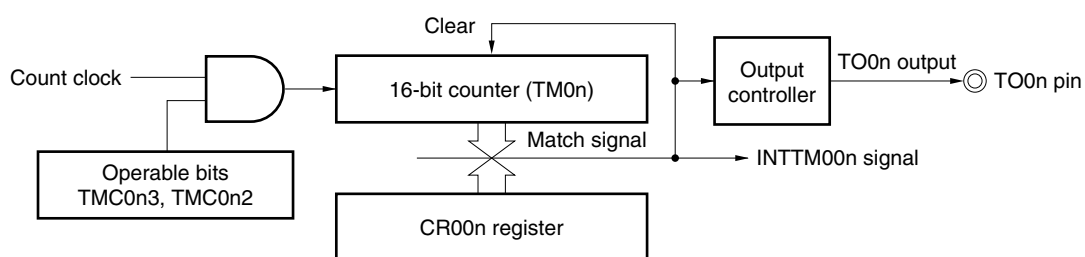 Clear
Count clock
16-bit counter (TM0n)
Output
controller
TO0n output
TO0n pin
Match signal
INTTM00n signal
Operable bits
TMC0n3, TMC0n2
CR00n register